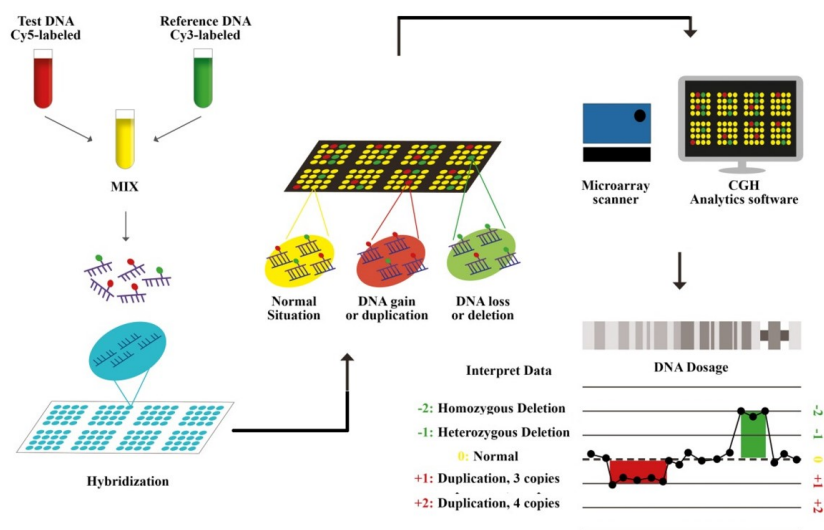 Test DNA
Cy5-labeled
Reference DNA
Cy3-labeled
MIX
Hybridization
Normal
Situation
DNA gain
or duplication
DNA loss
or deletion
Microarray
scanner
CGH
Analytics software
DNA Dosage
Interpret Data
-2: Homozygous Deletion
-1: Heterozygous Deletion
0: Normal
+1: Duplication, 3 copies
+2: Duplication, 4 copies
-2
-1
0
+1
+2